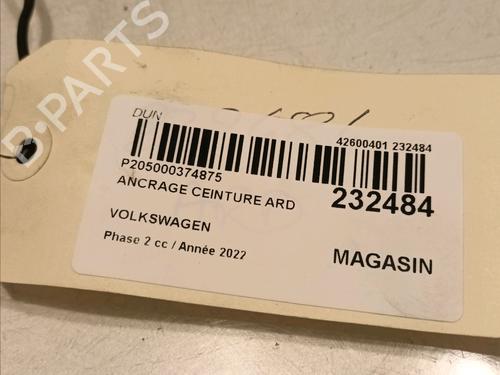 B-PARTS
DUN
42600401 232484
P205000374875
ANCRAGE CEINTURE ARD
232484
VOLKSWAGEN
Phase 2 cc / Année 2022
MAGASIN